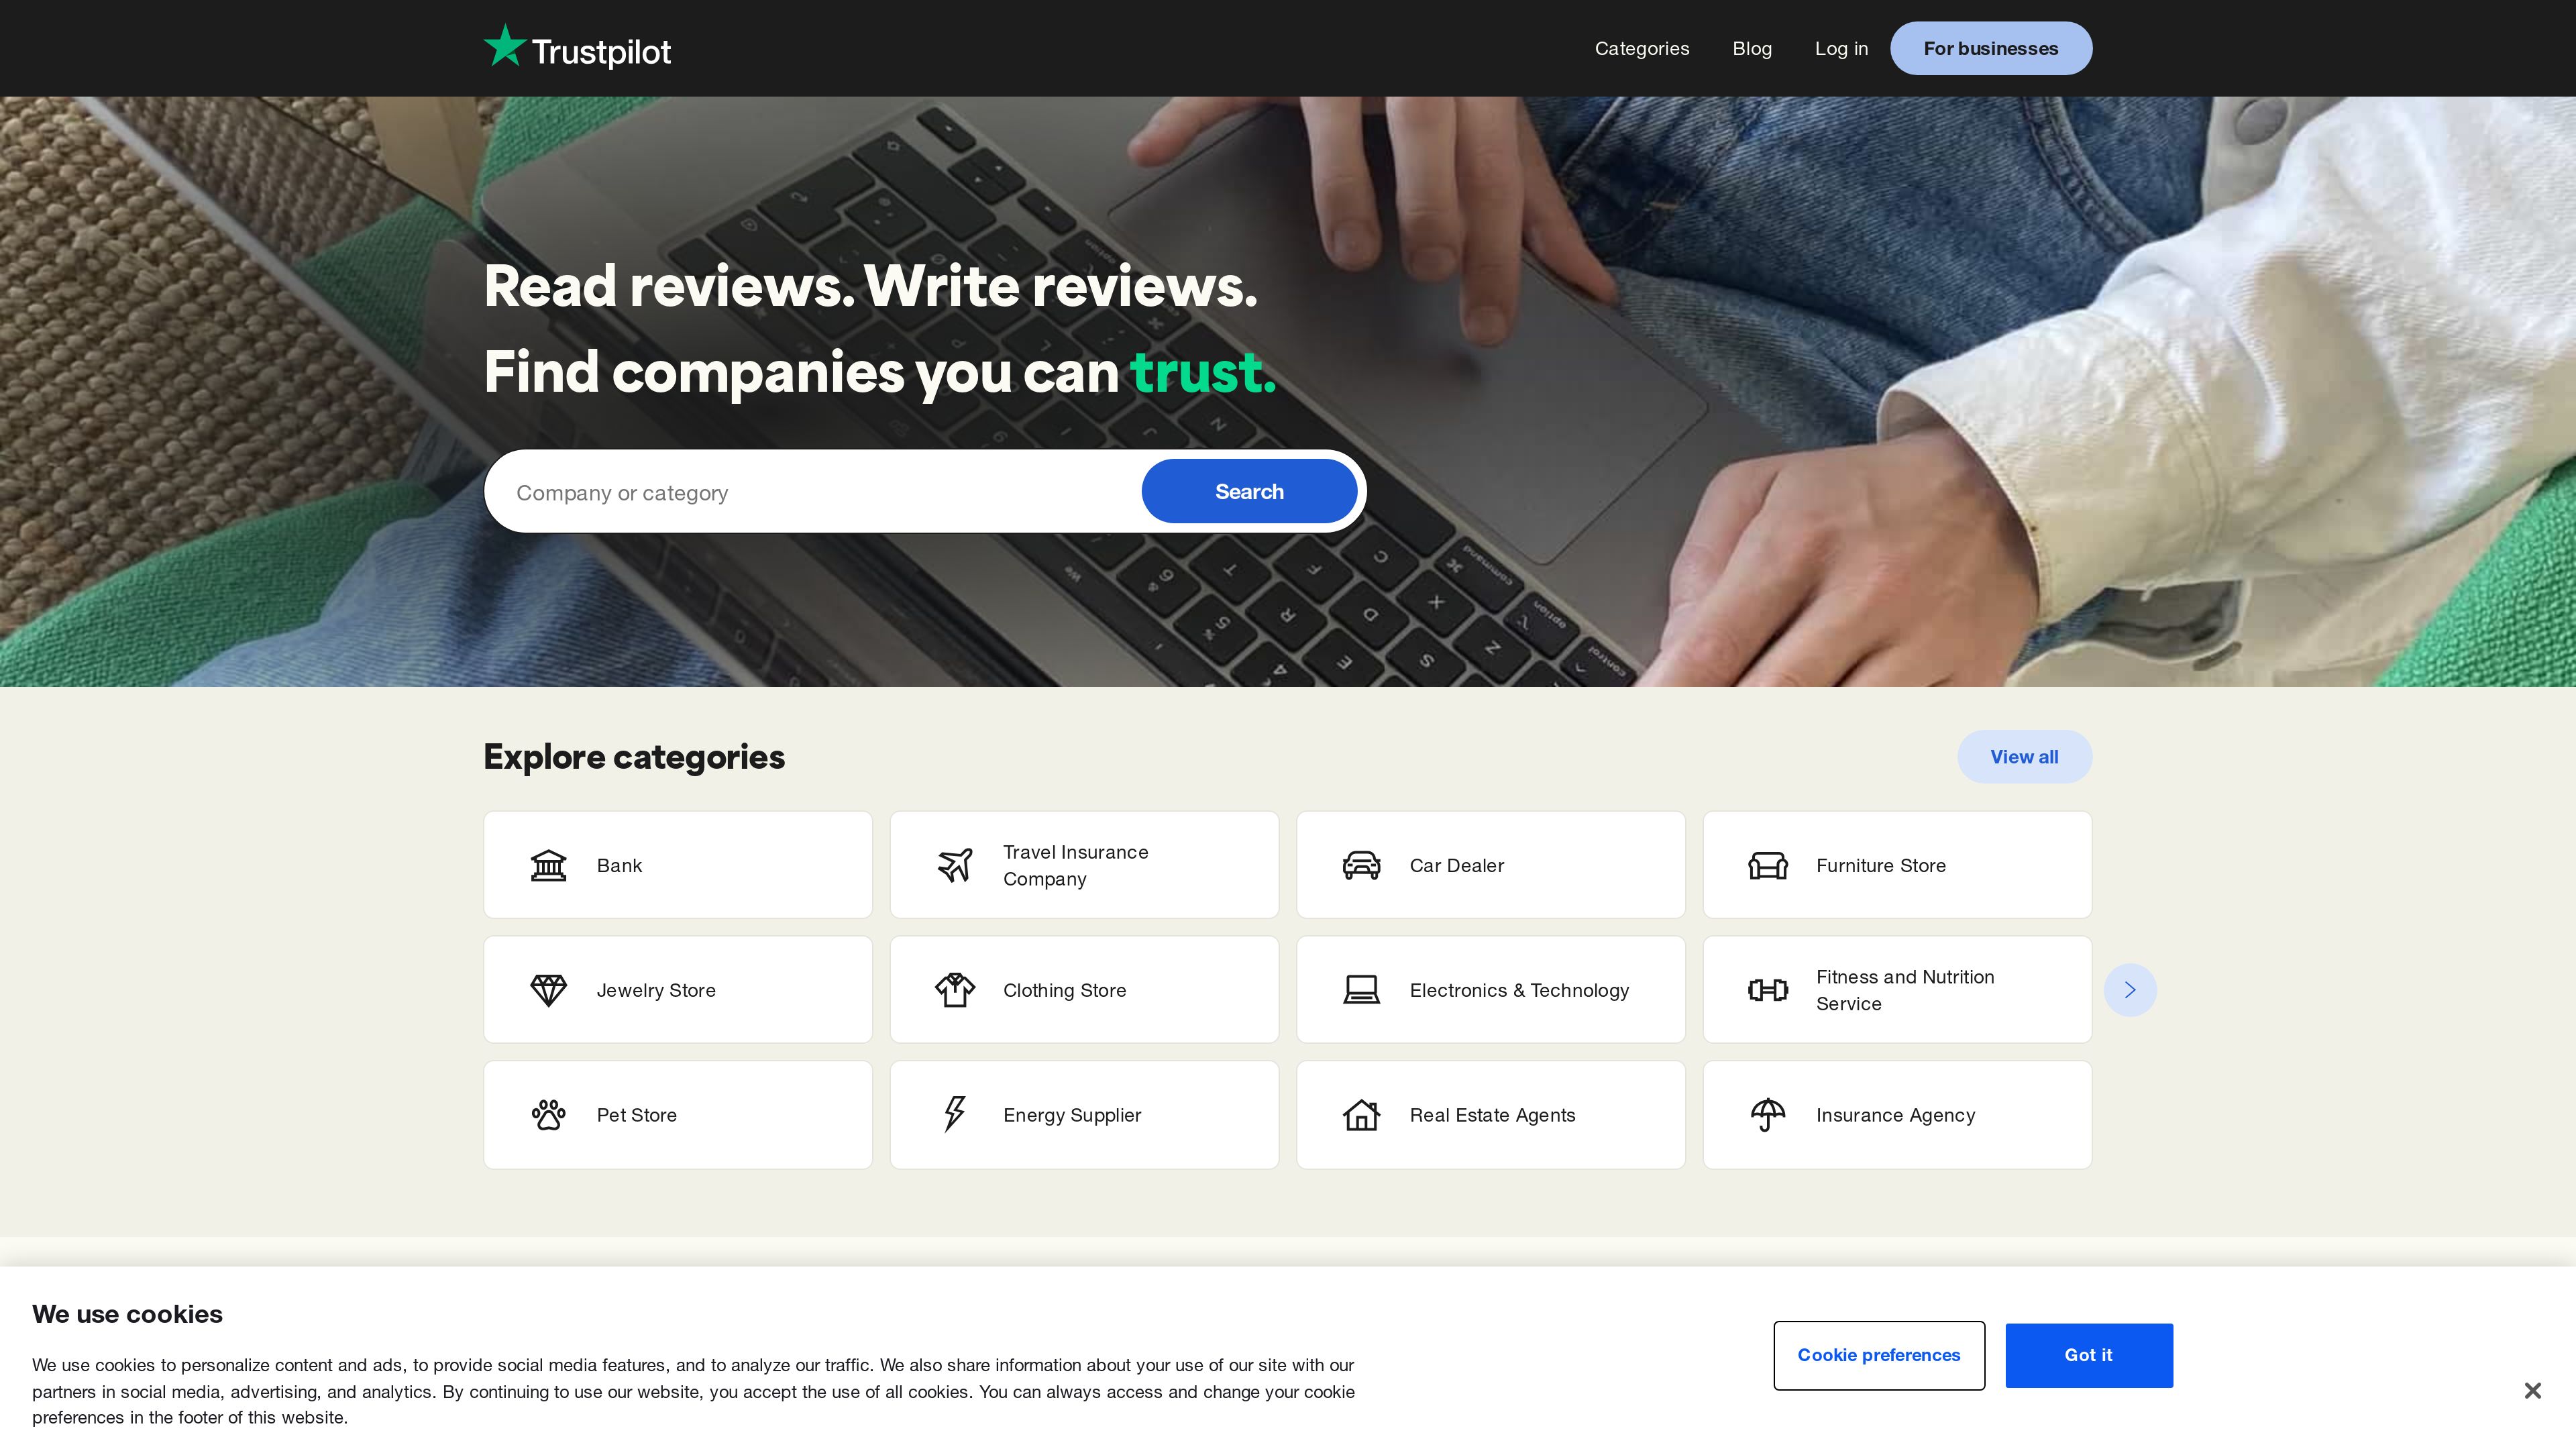 Trustpilot
Categories
Blog
Log in
For businesses
Read reviews. Write reviews.
Find companies you can trust.
Company or category
Search
Explore categories
View all
Bank
Travel Insurance
Company
Car Dealer
Furniture Store
Jewelry Store
Clothing Store
Electronics & Technology
Fitness and Nutrition
Service
Pet Store
Energy Supplier
Real Estate Agents
Insurance Agency
We use cookies
We use cookies to personalize content and ads, to provide social media features, and to analyze our traffic. We also share information about your use of our site with our
partners in social media, advertising, and analytics. By continuing to use our website, you accept the use of all cookies. You can always access and change your cookie
preferences in the footer of this website.
Cookie preferences
Got it